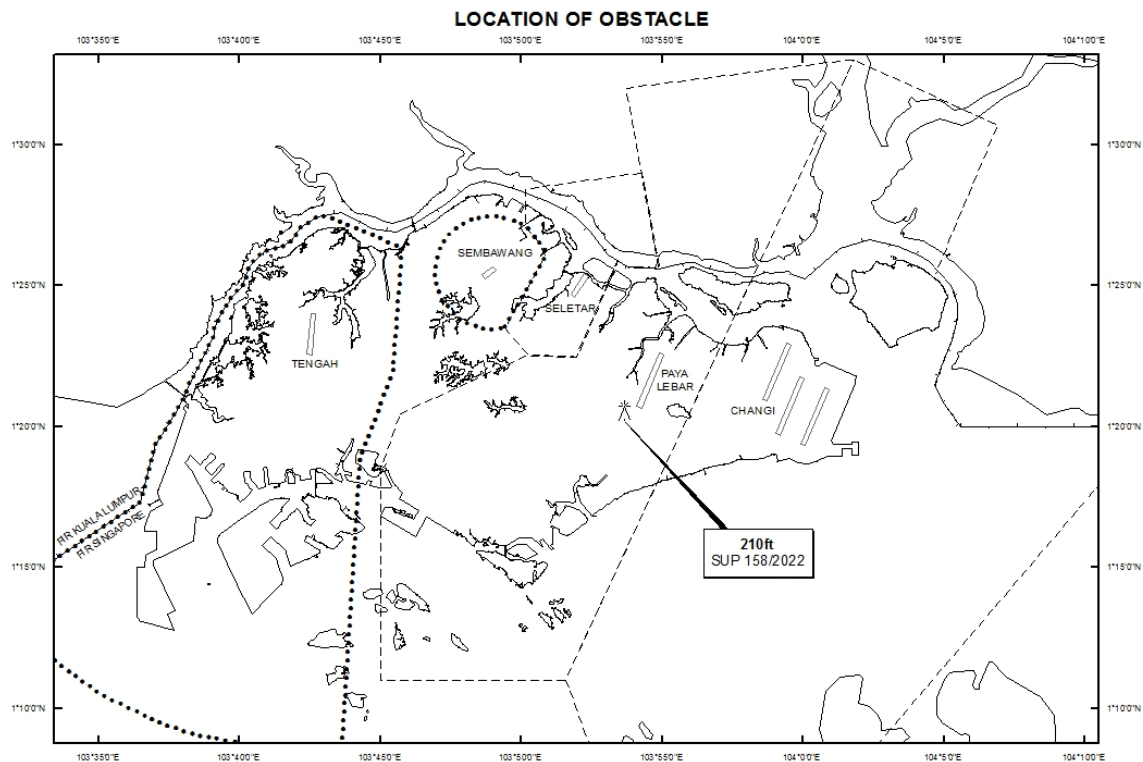 LOCATION OF OBSTACLE
103°35'0"E 103°40'0"E 103°45'0"E 103°50'0"E 103°55'0"E 104°0'0"E 104°5'0"E 104°10'0"E
1°30'0"N 1°30'0"N
SEMBAWANG
1°25'0"N 1°25'0"N
SELETAR
TENGAH
PAYA
LEBAR
CHANGI
1°20'0"N 1°20'0"N
FIR KUALA LUMPUR
FIR SINGAPORE
210ft
SUP 158/2022
1°15'0"N 1°15'0"N
1°10'0"N 1°10'0"N
103°35'0"E 103°40'0"E 103°45'0"E 103°50'0"E 103°55'0"E 104°0'0"E 104°5'0"E 104°10'0"E